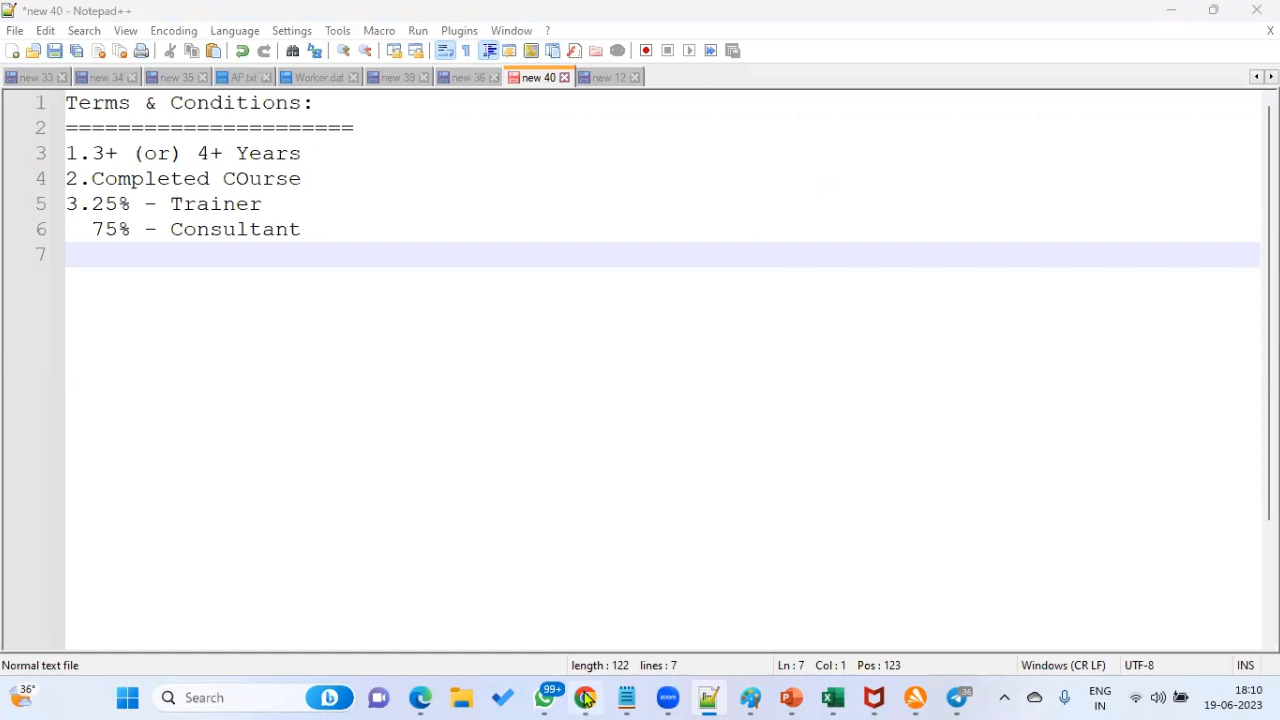 *new 40 - Notepad++
File Edit Search View Encoding Language Settings Tools Macro Run Plugins Window ? X
new 33 new 34 new 35 AP.txt Worker.dat new 39 new 36 new 40 new 12
1 Terms & Conditions:
2 ======================
3 1.3+ (or) 4+ Years
4 2.Completed COurse
5 3.25% - Trainer
6 75% - Consultant
7
Normal text file length : 122 lines : 7 Ln : 7 Col : 1 Pos : 123 Windows (CR LF) UTF-8 INS
36° Search 99+ zoom 36 ENG 18:10
IN 19-06-2023